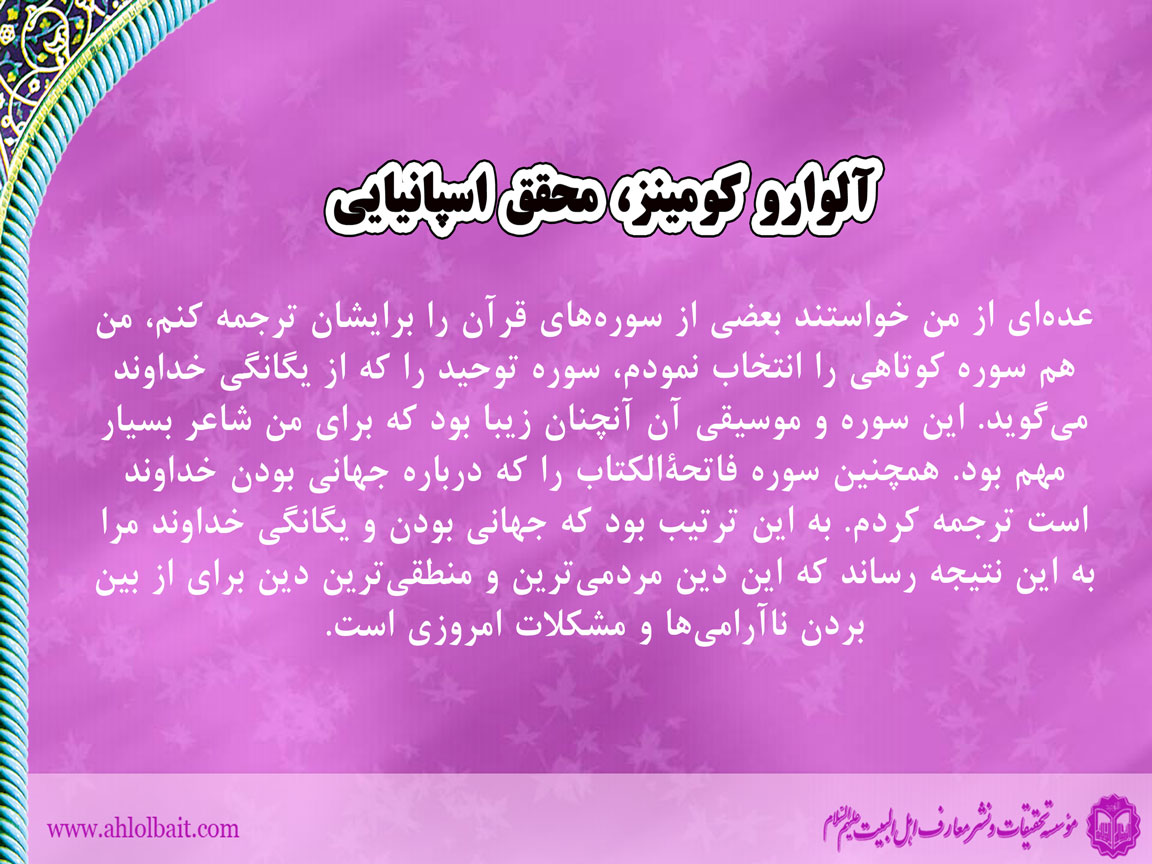 آلوارو کومینز، محقق اسپانیایی
عده‌ای از من خواستند بعضی از سوره‌های قرآن را برایشان ترجمه کنم، من
هم سوره کوتاهی را انتخاب نمودم، سوره توحید را که از یگانگی خداوند
می‌گوید. این سوره و موسیقی آن آنچنان زیبا بود که برای من شاعر بسیار
مهم بود. همچنین سوره فاتحةالکتاب را که درباره جهانی بودن خداوند
است ترجمه کردم. به این ترتیب بود که جهانی بودن و یگانگی خداوند مرا
به این نتیجه رساند که این دین مردمی‌ترین و منطقی‌ترین دین برای از بین
بردن ناآرامی‌ها و مشکلات امروزی است.
مؤسسه تحقیقات و نشر معارف اهل البیت علیهم السلام
www.ahlolbait.com